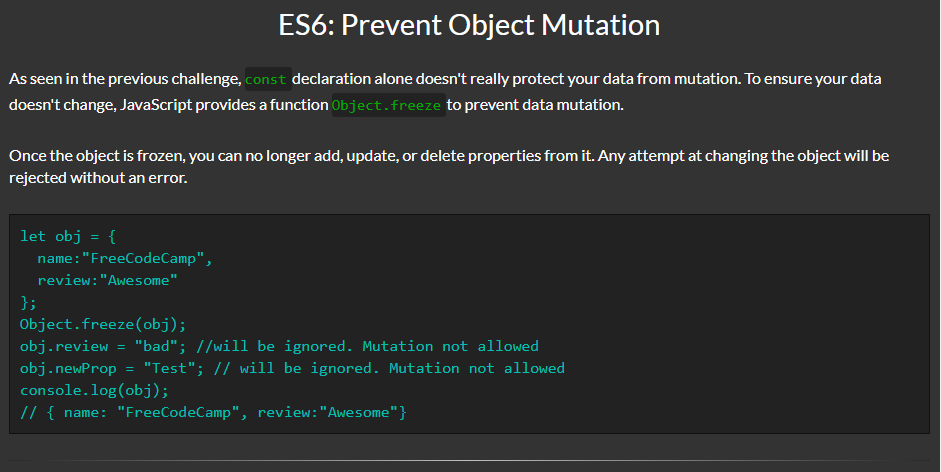 ES6: Prevent Object Mutation
As seen in the previous challenge, const declaration alone doesn't really protect your data from mutation. To ensure your data
doesn't change, JavaScript provides a function Object.freeze to prevent data mutation.
Once the object is frozen, you can no longer add, update, or delete properties from it. Any attempt at changing the object will be
rejected without an error.
let obj = {
  name:"FreeCodeCamp",
  review:"Awesome"
};
Object.freeze(obj);
obj.review = "bad"; //will be ignored. Mutation not allowed
obj.newProp = "Test"; // will be ignored. Mutation not allowed
console.log(obj);
// { name: "FreeCodeCamp", review:"Awesome"}